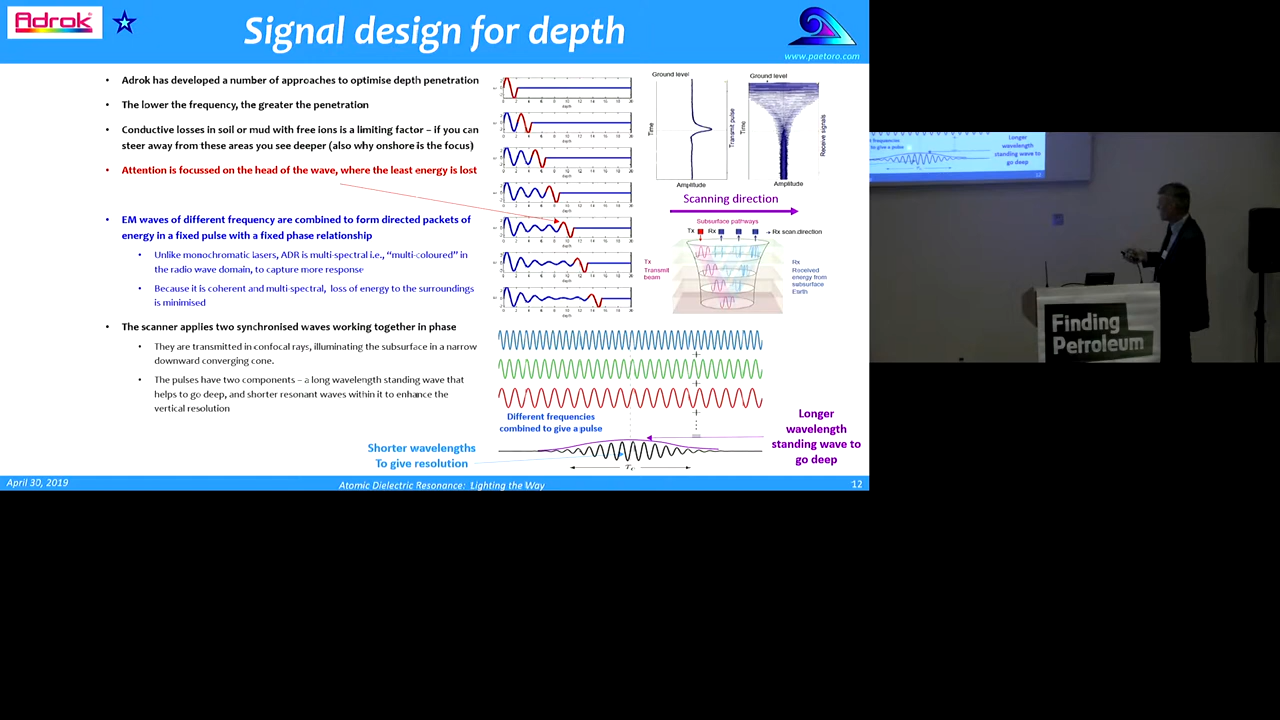 Adrok
Signal design for depth
www.paetoro.com
• Adrok has developed a number of approaches to optimise depth penetration
• The lower the frequency, the greater the penetration
• Conductive losses in soil or mud with free ions is a limiting factor – if you can
steer away from these areas you see deeper (also why onshore is the focus)
• Attention is focussed on the head of the wave, where the least energy is lost
• EM waves of different frequency are combined to form directed packets of
energy in a fixed pulse with a fixed phase relationship
• Unlike monochromatic lasers, ADR is multi-spectral i.e., “multi-coloured” in
the radio wave domain, to capture more response
• Because it is coherent and multi-spectral, loss of energy to the surroundings
is minimised
• The scanner applies two synchronised waves working together in phase
• They are transmitted in confocal rays, illuminating the subsurface in a narrow
downward converging cone.
• The pulses have two components – a long wavelength standing wave that
helps to go deep, and shorter resonant waves within it to enhance the
vertical resolution
Ground level
Time
Transmit pulse
Amplitude
Ground level
Time
Receive signals
Amplitude
Scanning direction
Subsurface pathways
Tx Rx → Rx scan direction
Tx
Transmit
beam
Rx
Received
energy from
subsurface
Earth
Different frequencies
combined to give a pulse
Shorter wavelengths
To give resolution
Longer
wavelength
standing wave to
go deep
April 30, 2019
Atomic Dielectric Resonance: Lighting the Way
12
Longer
wavelength
standing wave to
go deep
Finding
Petroleum